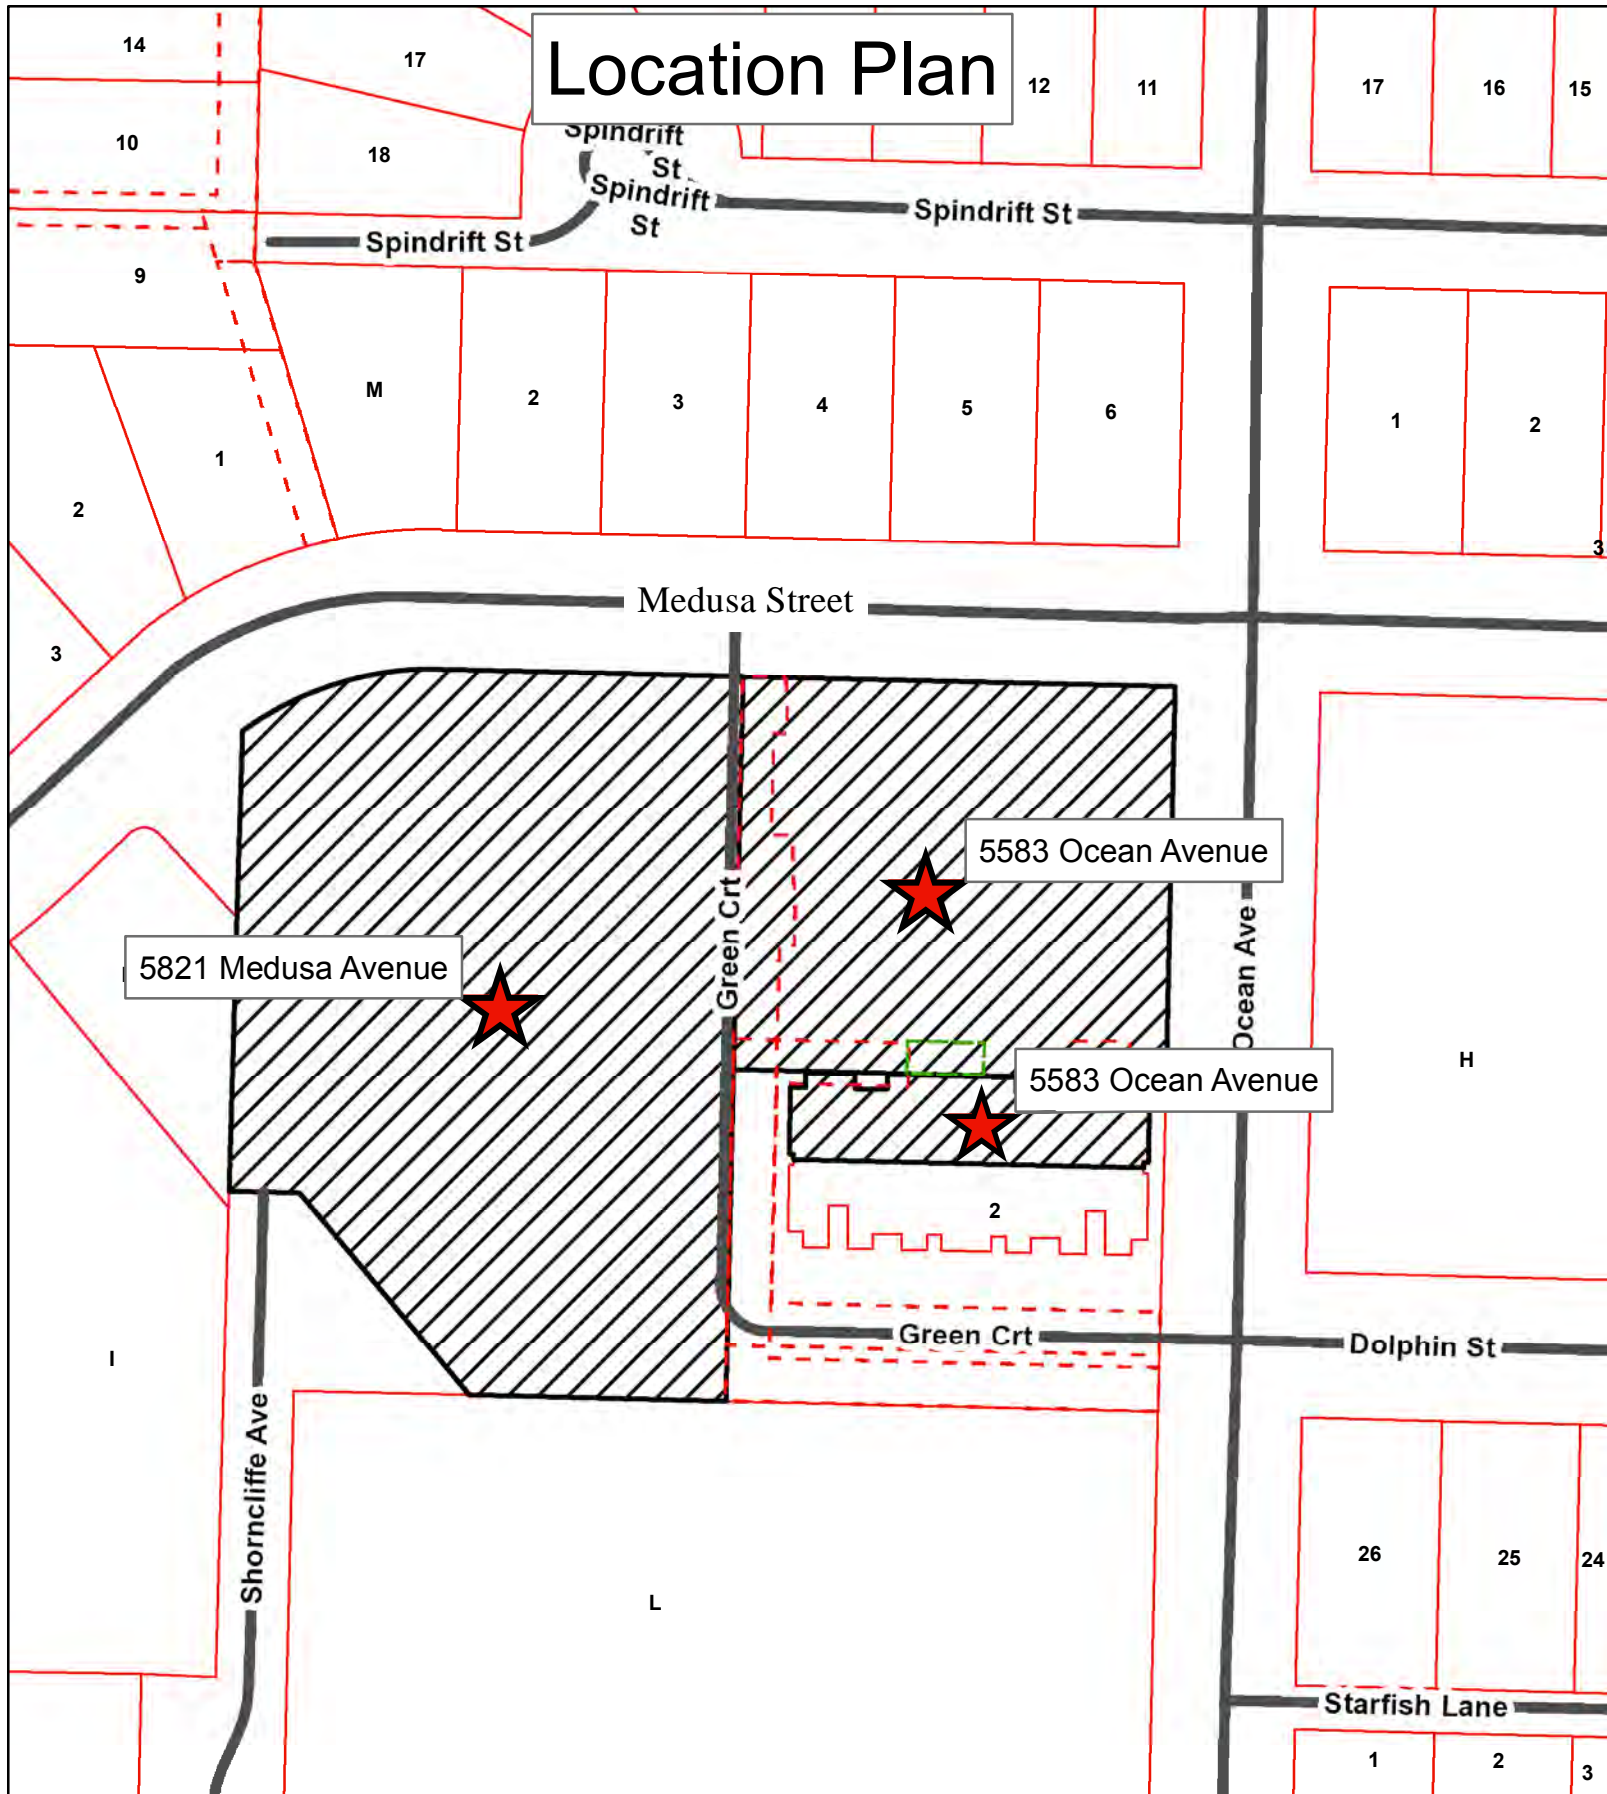 Location Plan
14
17
12
11
17
16
15
10
18
Spindrift
St
Spindrift
St
Spindrift St
Spindrift St
9
M
2
3
4
5
6
1
2
3
1
2
3
Medusa Street
5583 Ocean Avenue
Green Crt
5821 Medusa Avenue
Ocean Ave
5583 Ocean Avenue
H
2
Green Crt
Dolphin St
I
Shorncliffe Ave
L
26
25
24
Starfish Lane
1
2
3